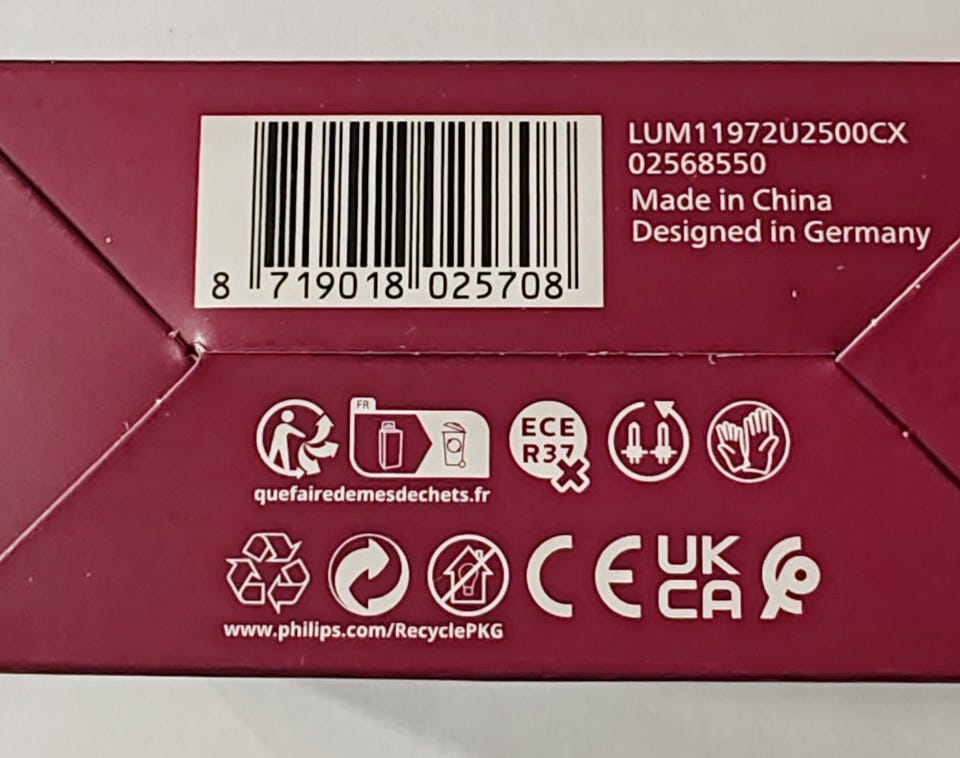 LUM11972U2500CX
02568550
Made in China
Designed in Germany
8 719018 025708
FR
ECE
R37
quefairedemesdechets.fr
CE
UK
CA
www.philips.com/RecyclePKG